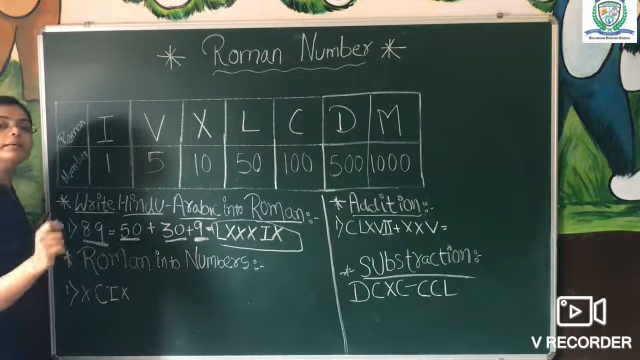 * Roman Number *
Roman I V X L C D M
Number 1 5 10 50 100 500 1000
* Write Hindu-Arabic into Roman:-
1) 89 = 50 + 30+9 = LXXXIX
* Roman into Numbers:-
1) XCIX
* Addition:-
1) CLXVII+XXV=
* Substraction:-
DCXC-CCL
V RECORDER